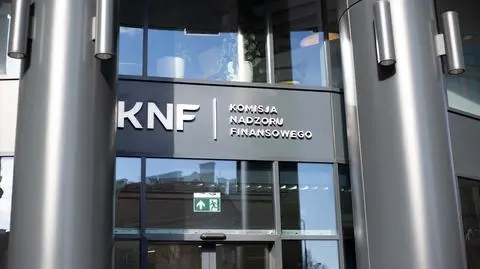 KNF
KOMISJA
NADZORU
FINANSOWEGO